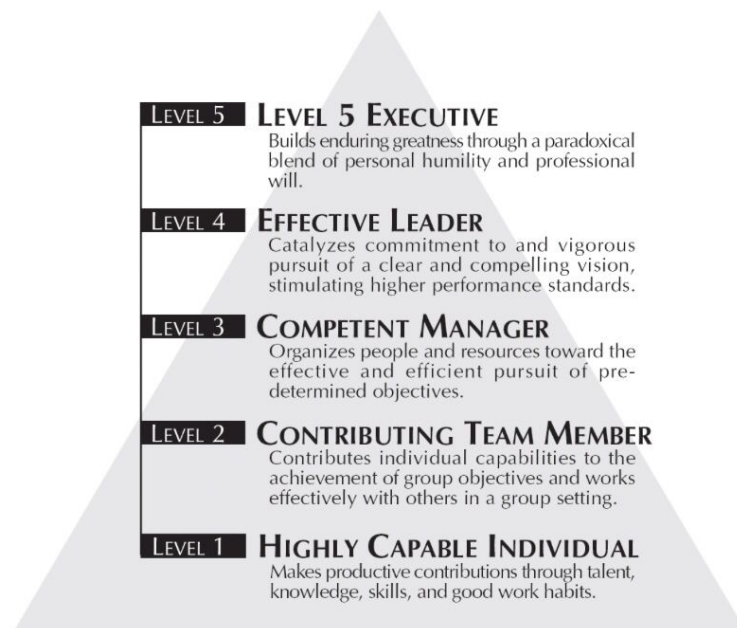 LEVEL 5 LEVEL 5 EXECUTIVE
Builds enduring greatness through a paradoxical
blend of personal humility and professional
will.
LEVEL 4 EFFECTIVE LEADER
Catalyzes commitment to and vigorous
pursuit of a clear and compelling vision,
stimulating higher performance standards.
LEVEL 3 COMPETENT MANAGER
Organizes people and resources toward the
effective and efficient pursuit of pre-
determined objectives.
LEVEL 2 CONTRIBUTING TEAM MEMBER
Contributes individual capabilities to the
achievement of group objectives and works
effectively with others in a group setting.
LEVEL 1 HIGHLY CAPABLE INDIVIDUAL
Makes productive contributions through talent,
knowledge, skills, and good work habits.